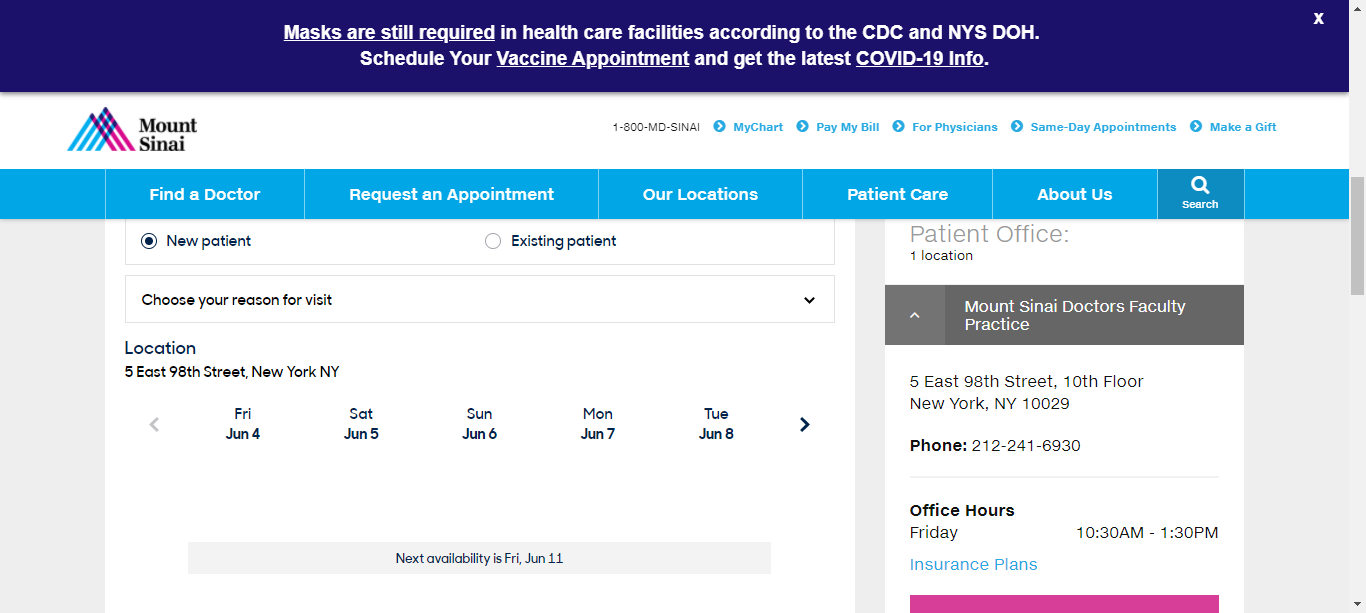 Masks are still required in health care facilities according to the CDC and NYS DOH.
Schedule Your Vaccine Appointment and get the latest COVID-19 Info.
X
Mount
Sinai
1-800-MD-SINAI MyChart Pay My Bill For Physicians Same-Day Appointments Make a Gift
Find a Doctor Request an Appointment Our Locations Patient Care About Us Search
New patient Existing patient
Choose your reason for visit
Location
5 East 98th Street, New York NY
Fri Sat Sun Mon Tue
Jun 4 Jun 5 Jun 6 Jun 7 Jun 8
Next availability is Fri, Jun 11
Patient Office:
1 location
Mount Sinai Doctors Faculty
Practice
5 East 98th Street, 10th Floor
New York, NY 10029
Phone: 212-241-6930
Office Hours
Friday 10:30AM - 1:30PM
Insurance Plans